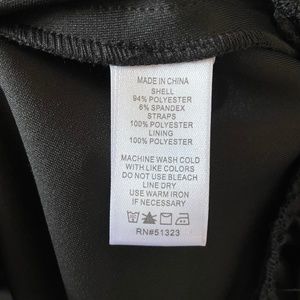 MADE IN CHINA
SHELL
94% POLYESTER
6% SPANDEX
STRAPS
100% POLYESTER
LINING
100% POLYESTER
MACHINE WASH COLD
WITH LIKE COLORS
DO NOT USE BLEACH
LINE DRY
USE WARM IRON
IF NECESSARY
RN#51323